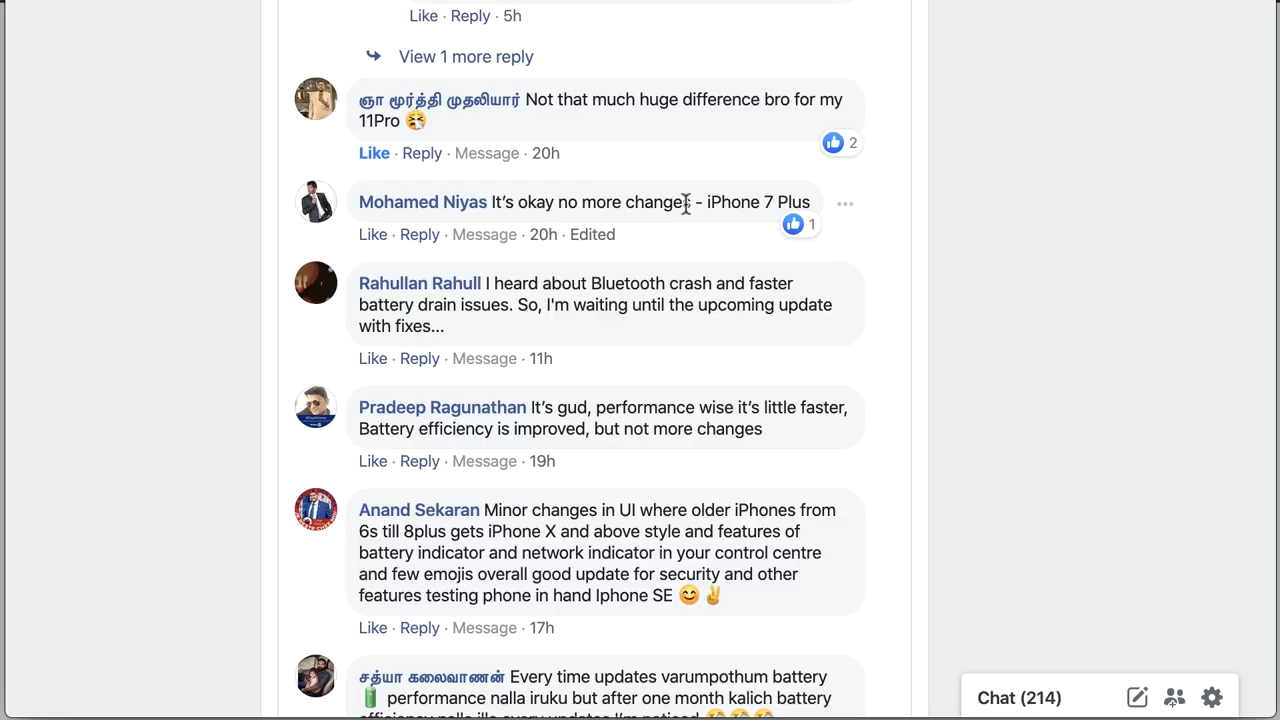 Like · Reply · 5h
View 1 more reply
ஞா மூர்த்தி முதலியார் Not that much huge difference bro for my
11Pro 🤧
2
Like · Reply · Message · 20h
Mohamed Niyas It's okay no more changes - iPhone 7 Plus
1
Like · Reply · Message · 20h · Edited
Rahullan Rahull I heard about Bluetooth crash and faster
battery drain issues. So, I'm waiting until the upcoming update
with fixes...
Like · Reply · Message · 11h
Pradeep Ragunathan It's gud, performance wise it's little faster,
Battery efficiency is improved, but not more changes
Like · Reply · Message · 19h
Anand Sekaran Minor changes in UI where older iPhones from
6s till 8plus gets iPhone X and above style and features of
battery indicator and network indicator in your control centre
and few emojis overall good update for security and other
features testing phone in hand Iphone SE 😊✌️
Like · Reply · Message · 17h
சத்யா கலைவாணன் Every time updates varumpothum battery
🔋 performance nalla iruku but after one month kalich battery
efficiency nalla illa every updates I'm noticed
Chat (214)